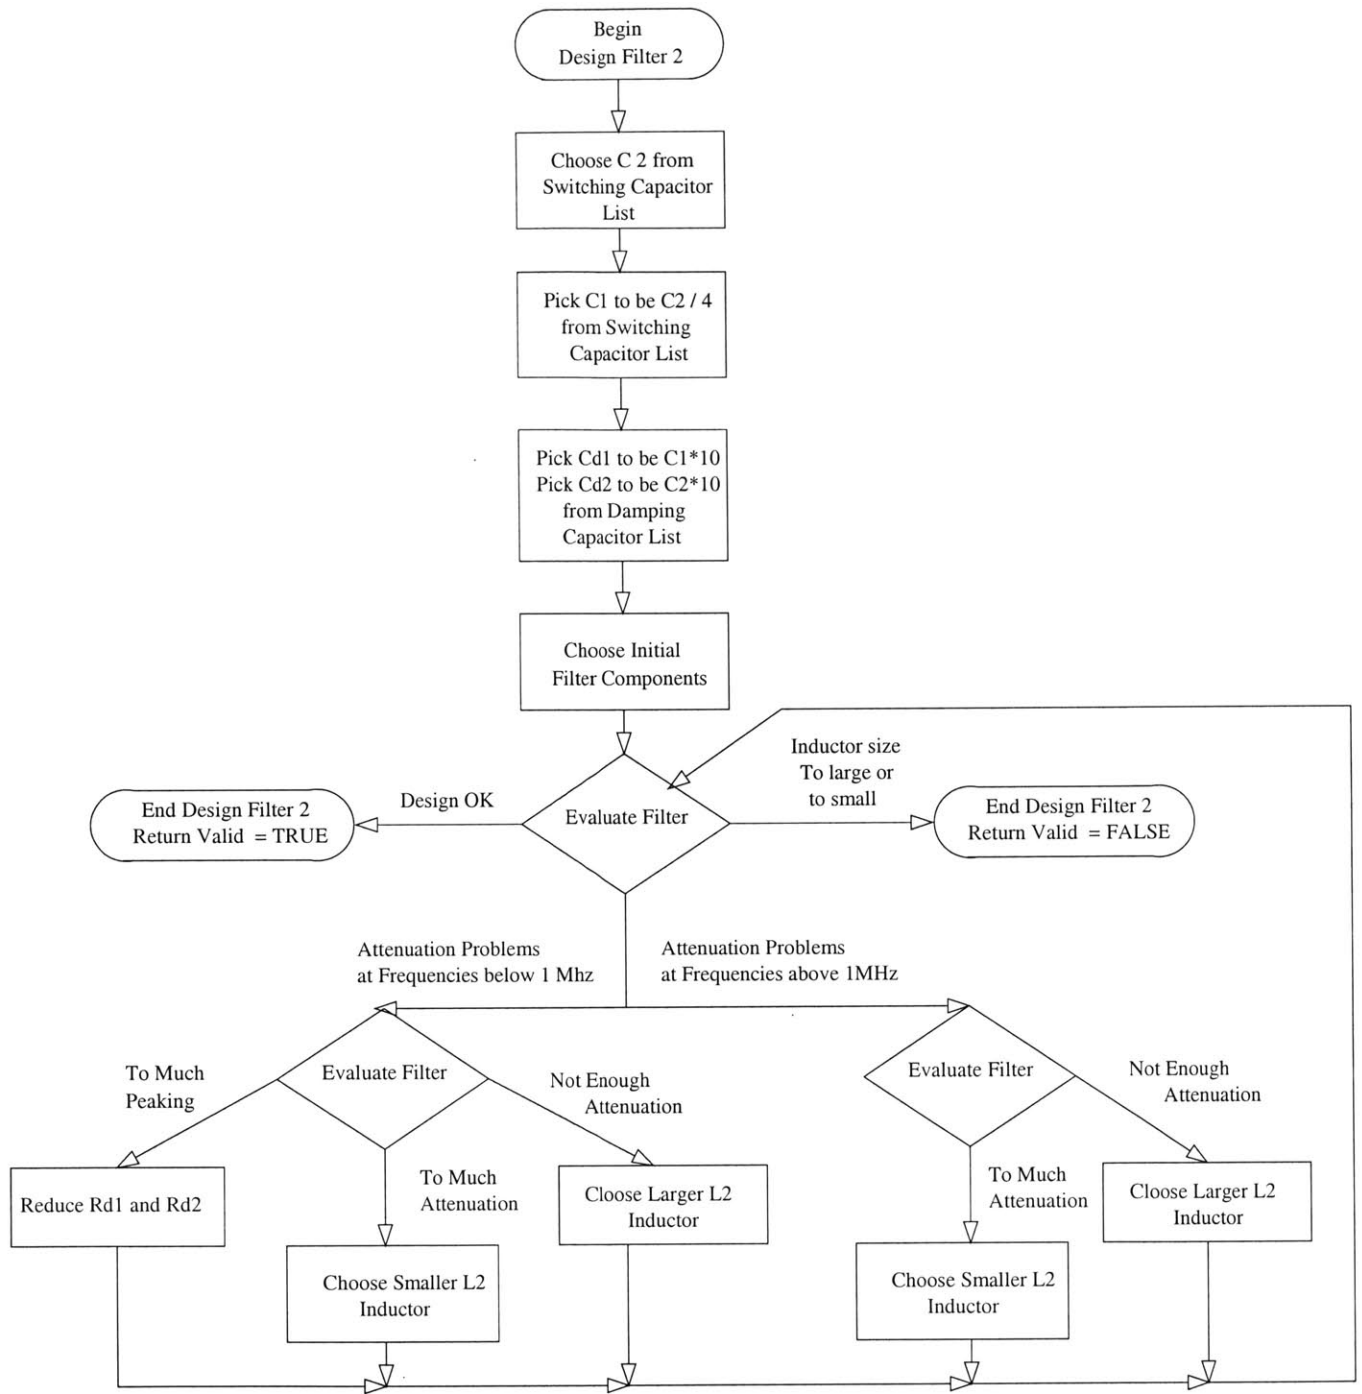 Begin
Design Filter 2
Choose C 2 from
Switching Capacitor
List
Pick C1 to be C2 / 4
from Switching
Capacitor List
Pick Cd1 to be C1*10
Pick Cd2 to be C2*10
from Damping
Capacitor List
Choose Initial
Filter Components
Inductor size
To large or
to small
Design OK
Evaluate Filter
End Design Filter 2
Return Valid = TRUE
End Design Filter 2
Return Valid = FALSE
Attenuation Problems
at Frequencies below 1 Mhz
Attenuation Problems
at Frequencies above 1MHz
Evaluate Filter
Evaluate Filter
To Much
Peaking
Not Enough
Attenuation
Not Enough
Attenuation
To Much
Attenuation
To Much
Attenuation
Reduce Rd1 and Rd2
Cloose Larger L2
Inductor
Cloose Larger L2
Inductor
Choose Smaller L2
Inductor
Choose Smaller L2
Inductor